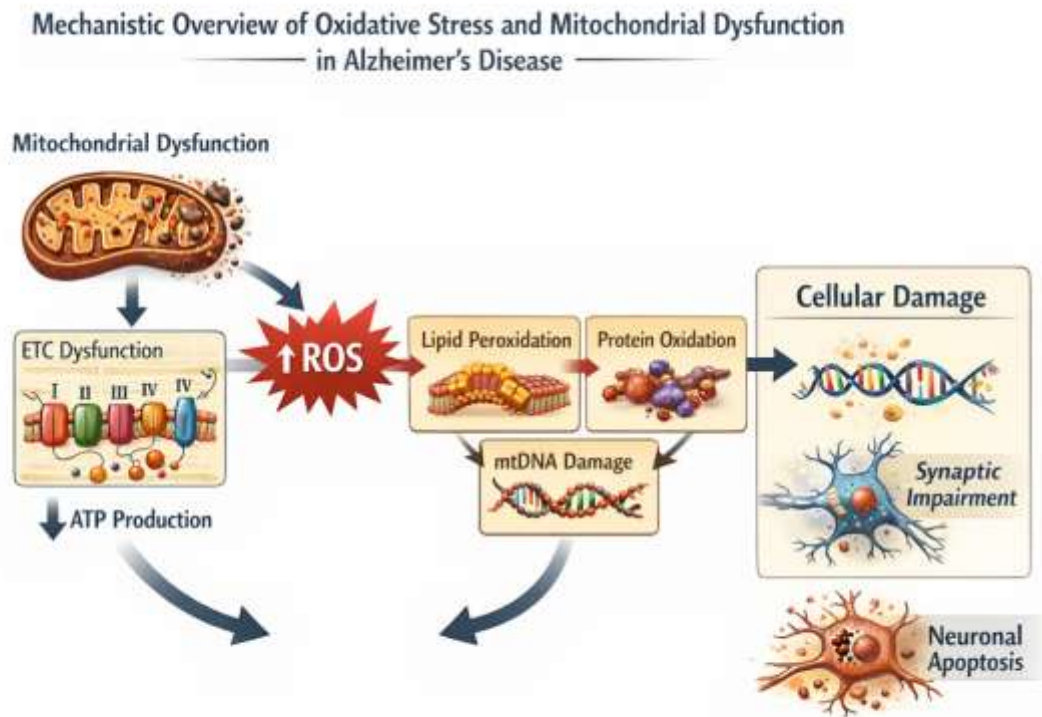 Mechanistic Overview of Oxidative Stress and Mitochondrial Dysfunction
in Alzheimer's Disease
Mitochondrial Dysfunction
ETC Dysfunction
I II III IV IV
↓ ATP Production
↑ ROS
Lipid Peroxidation
Protein Oxidation
mtDNA Damage
Cellular Damage
Synaptic
Impairment
Neuronal
Apoptosis